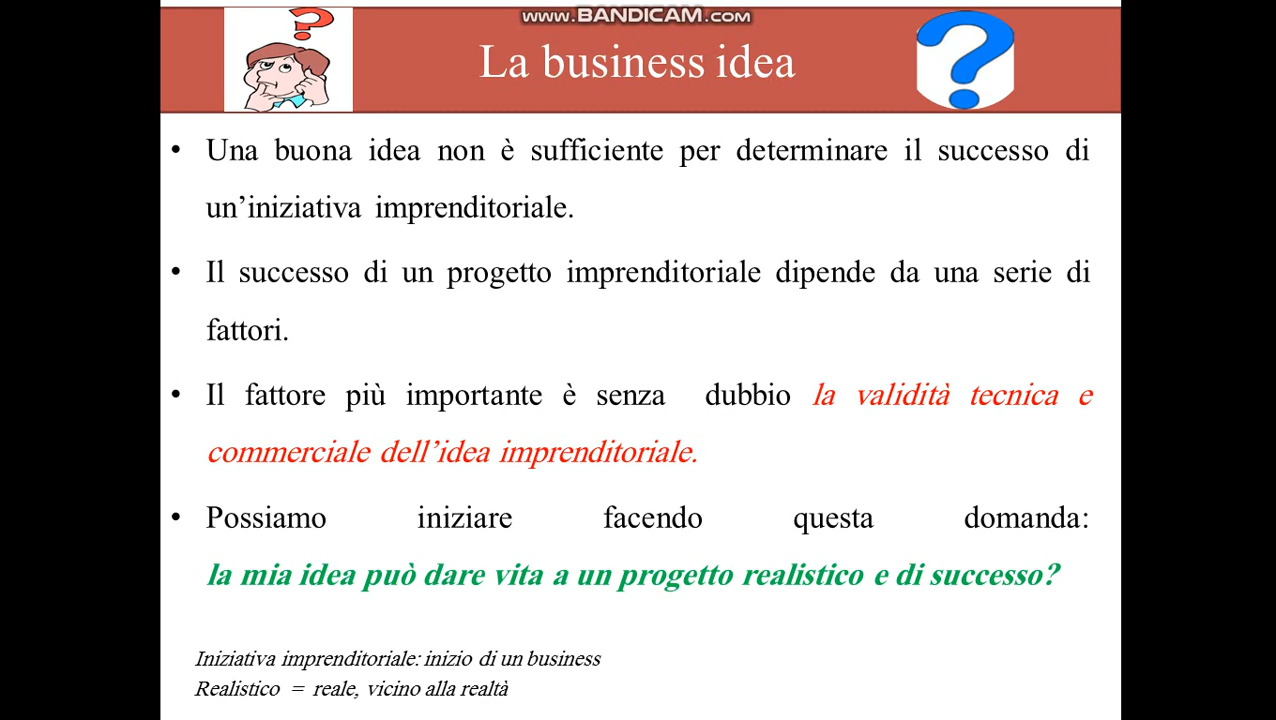 www.BANDICAM.com
La business idea
• Una buona idea non è sufficiente per determinare il successo di
un’iniziativa imprenditoriale.
• Il successo di un progetto imprenditoriale dipende da una serie di
fattori.
• Il fattore più importante è senza dubbio la validità tecnica e
commerciale dell’idea imprenditoriale.
• Possiamo iniziare facendo questa domanda:
la mia idea può dare vita a un progetto realistico e di successo?
Iniziativa imprenditoriale: inizio di un business
Realistico = reale, vicino alla realtà